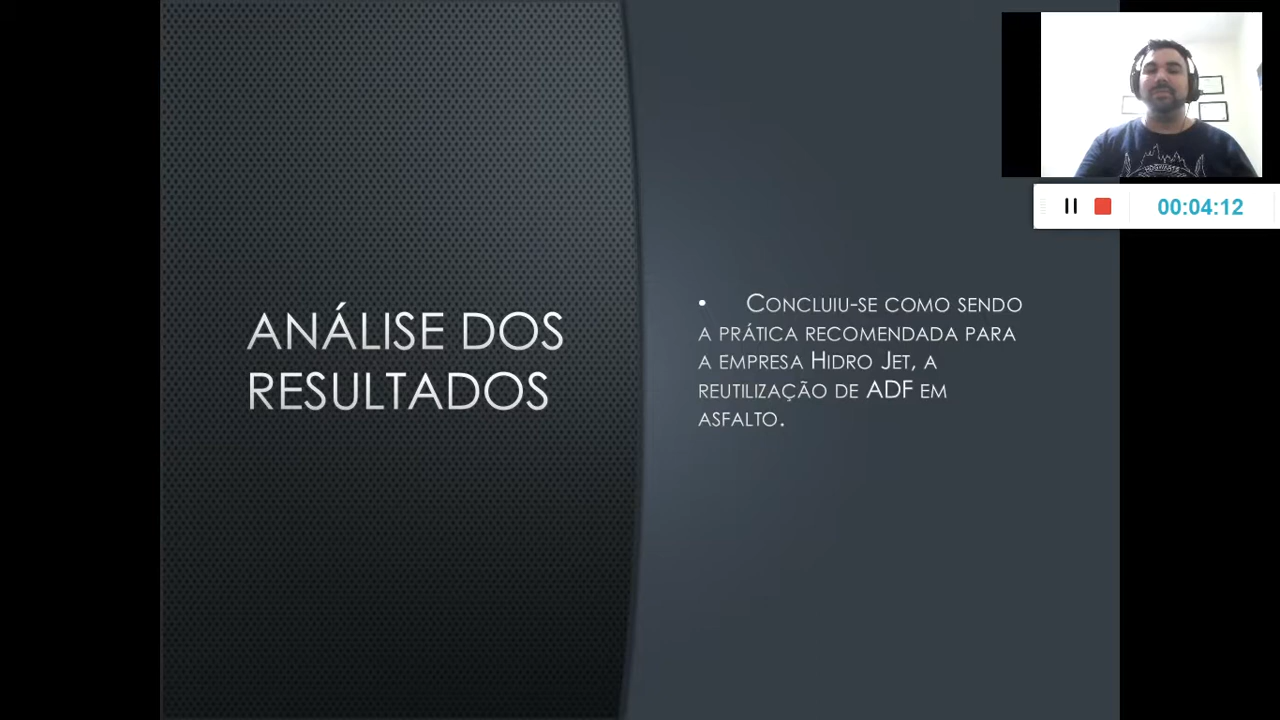 ANÁLISE DOS
RESULTADOS
• CONCLUIU-SE COMO SENDO
A PRÁTICA RECOMENDADA PARA
A EMPRESA HIDRO JET, A
REUTILIZAÇÃO DE ADF EM
ASFALTO.
HOGWARTS
00:04:12